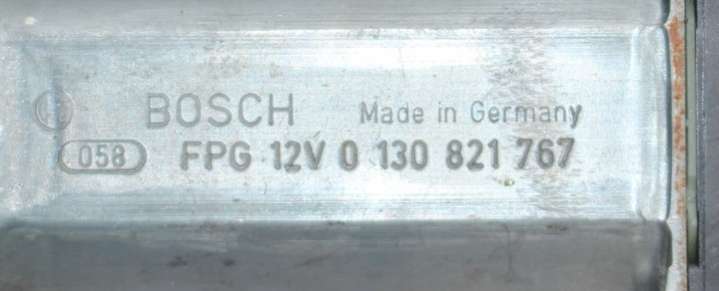 BOSCH Made in Germany
058 FPG 12V 0 130 821 767